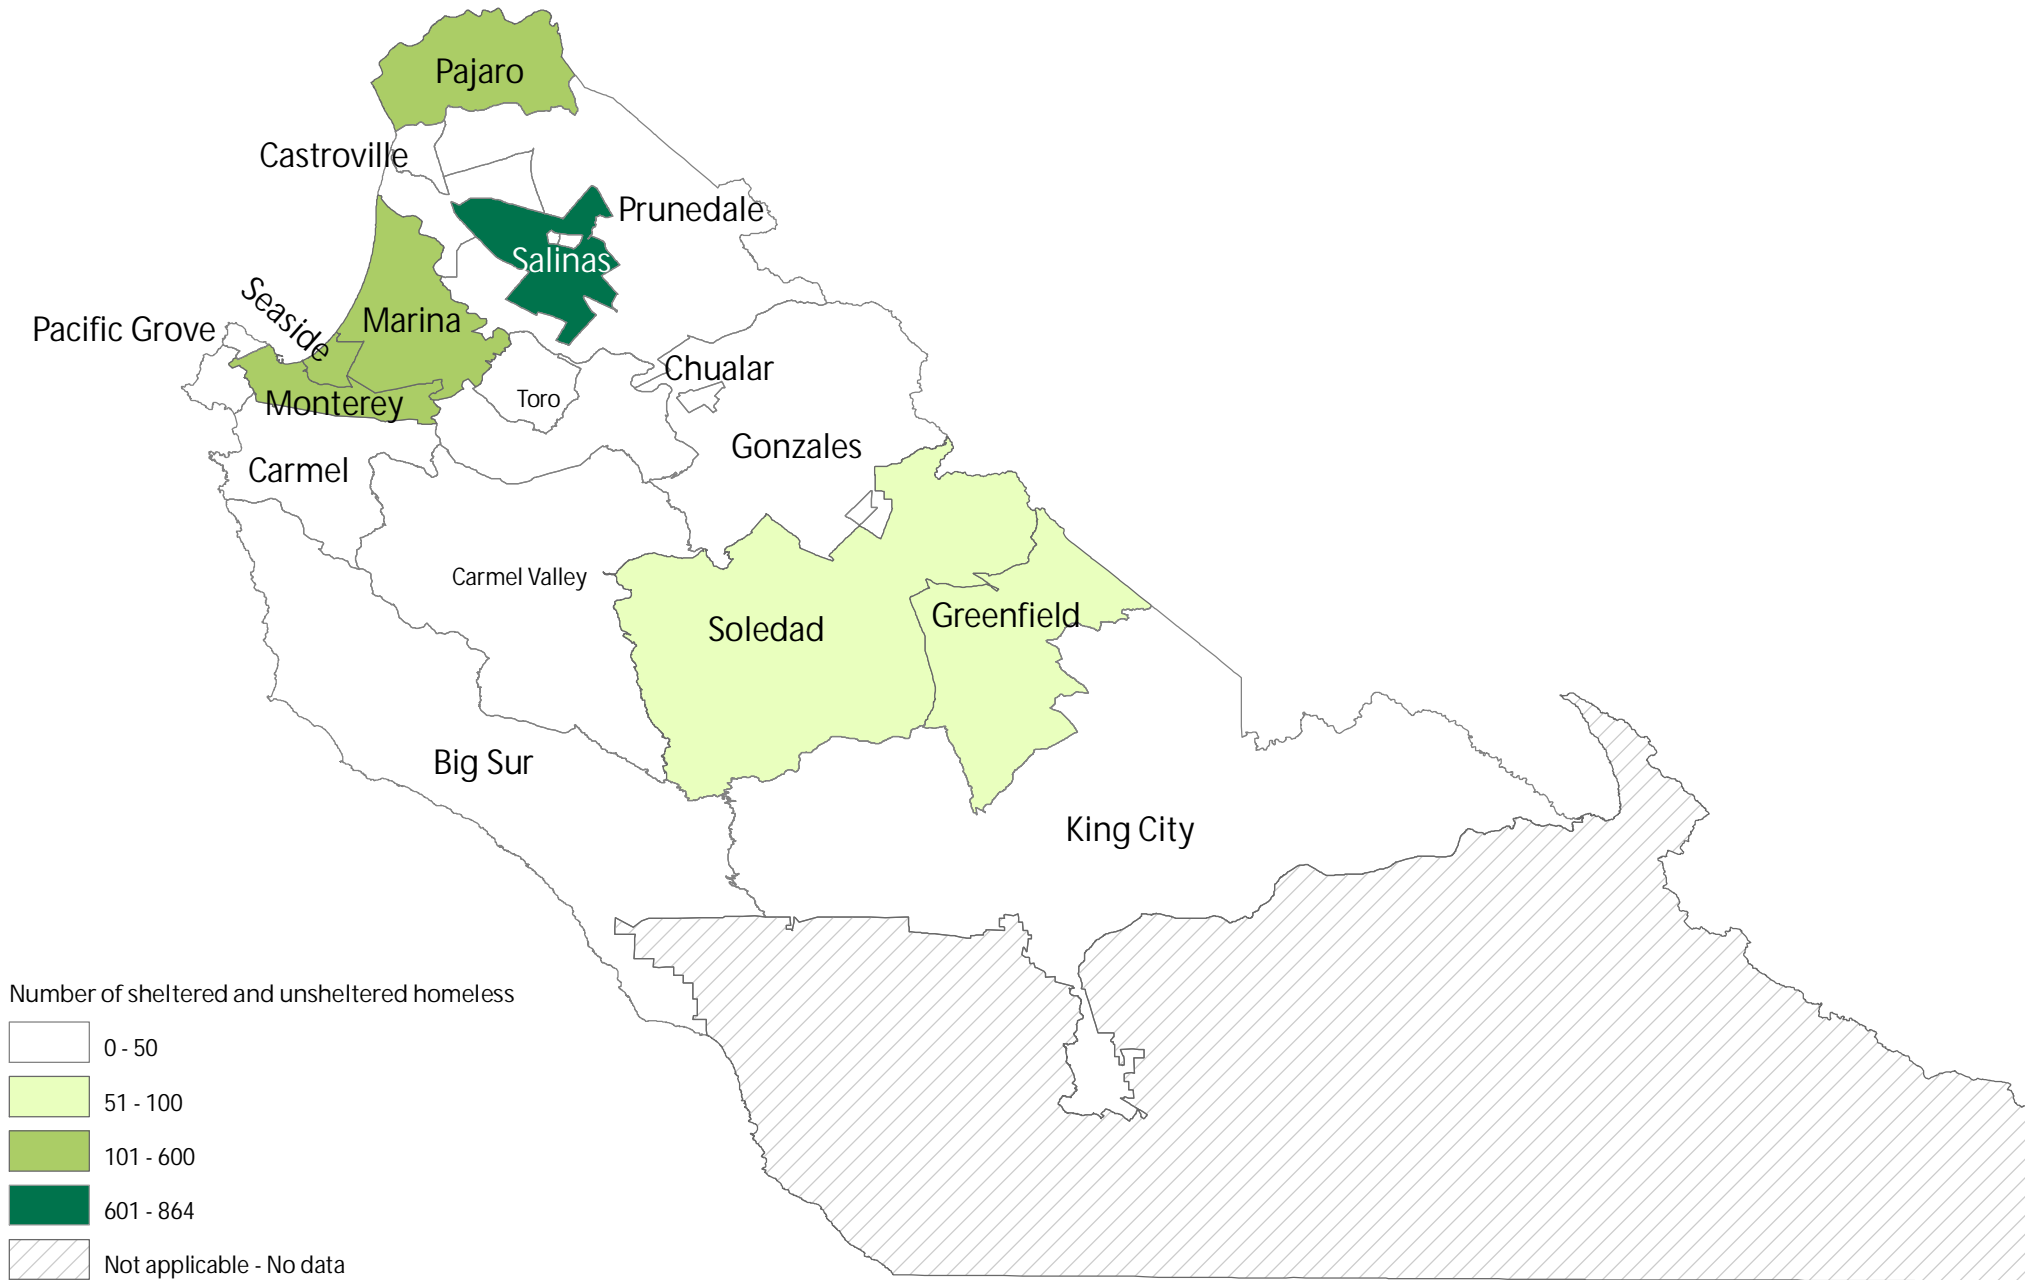 Pajaro
Castroville
Prunedale
Salinas
Seaside
Marina
Pacific Grove
Chualar
Toro
Monterey
Gonzales
Carmel
Carmel Valley
Greenfield
Soledad
Big Sur
King City
Number of sheltered and unsheltered homeless
0 - 50
51 - 100
101 - 600
601 - 864
Not applicable - No data